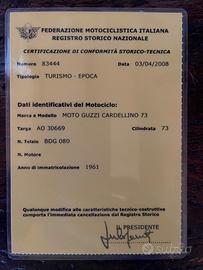 FEDERAZIONE MOTOCICLISTICA ITALIANA
REGISTRO STORICO NAZIONALE
CERTIFICAZIONE DI CONFORMITÀ STORICO-TECNICA
Numero 83444 Data 03/04/2008
Tipologia TURISMO - EPOCA
Dati identificativi del Motociclo:
Marca e Modello MOTO GUZZI CARDELLINO 73
Targa AO 30669 Cilindrata 73
N. Telaio BDG 080
N. Motore
Anno di immatricolazione 1961
Qualunque modifica alle caratteristiche tecnico-costruttive
comporta l'immediata cancellazione dal Registro Storico
IL PRESIDENTE
subito.it